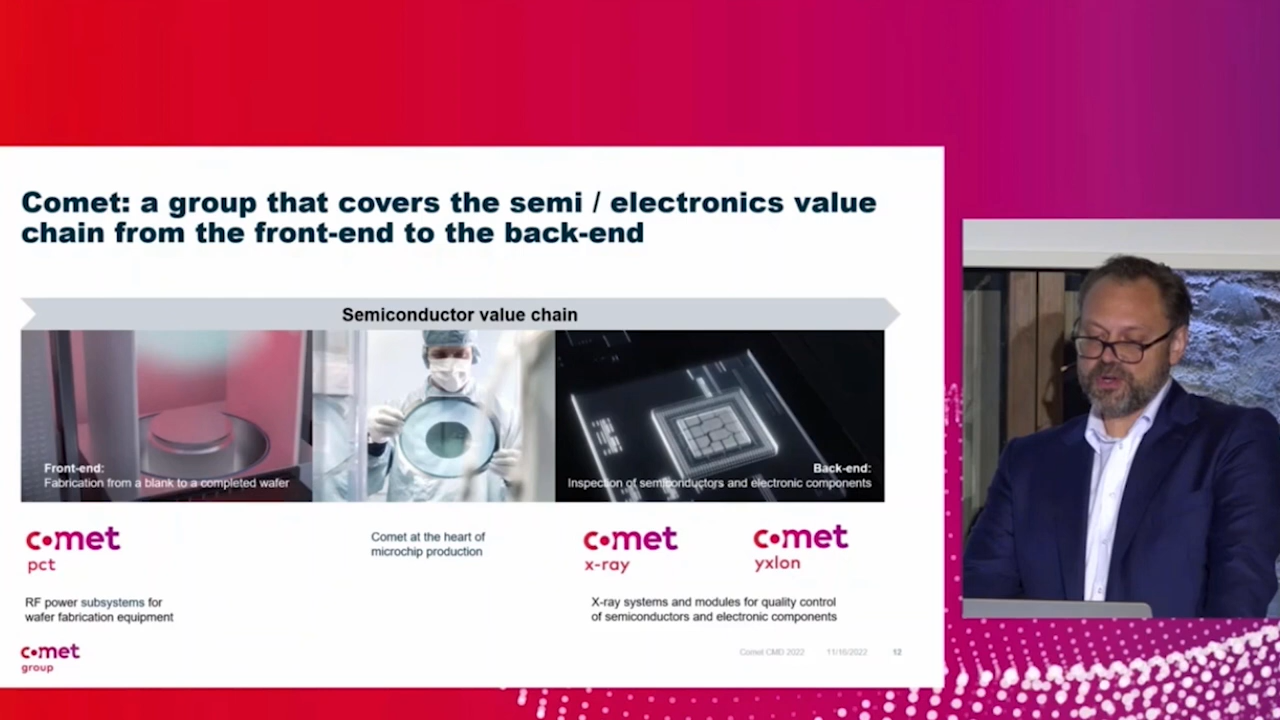 Comet: a group that covers the semi / electronics value
chain from the front-end to the back-end
Semiconductor value chain
Front-end:
Fabrication from a blank to a completed wafer
Back-end:
Inspection of semiconductors and electronic components
comet
pct
Comet at the heart of
microchip production
comet
x-ray
comet
yxlon
RF power subsystems for
wafer fabrication equipment
X-ray systems and modules for quality control
of semiconductors and electronic components
comet
group
Comet CMD 2022
11/16/2022
12